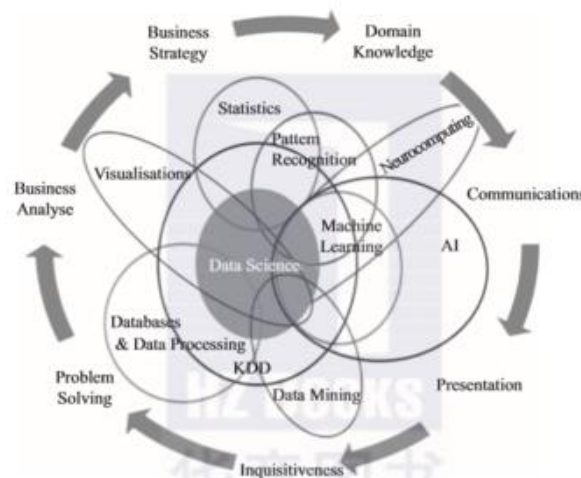 Business
Strategy
Domain
Knowledge
Statistics
Pattern
Recognition
Neurocomputing
Visualisations
Business
Analyse
Communications
Machine
Learning
AI
Data Science
Databases
& Data Processing
KDD
Problem
Solving
Data Mining
Presentation
HZ Books
Inquisitiveness